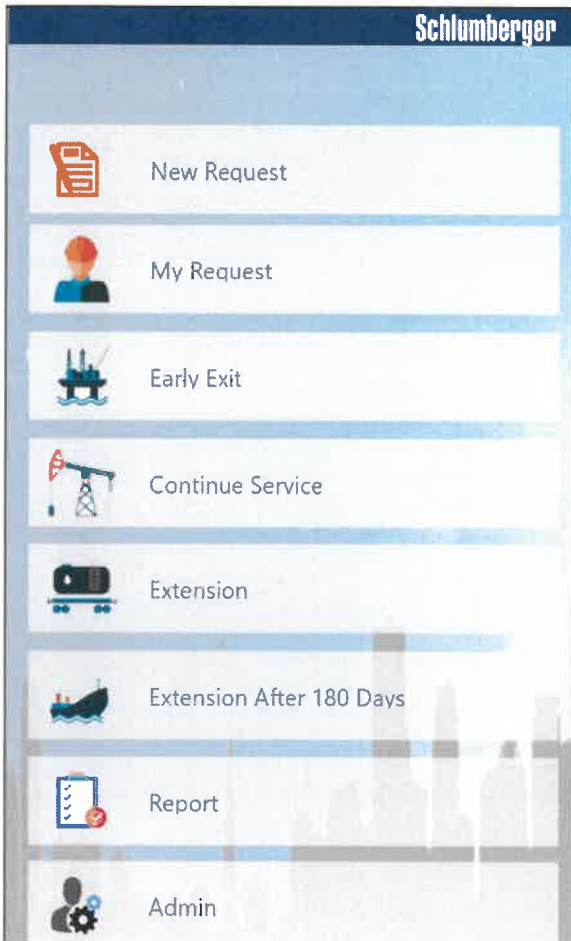 Schlumberger
New Request
My Request
Early Exit
Continue Service
Extension
Extension After 180 Days
Report
Admin